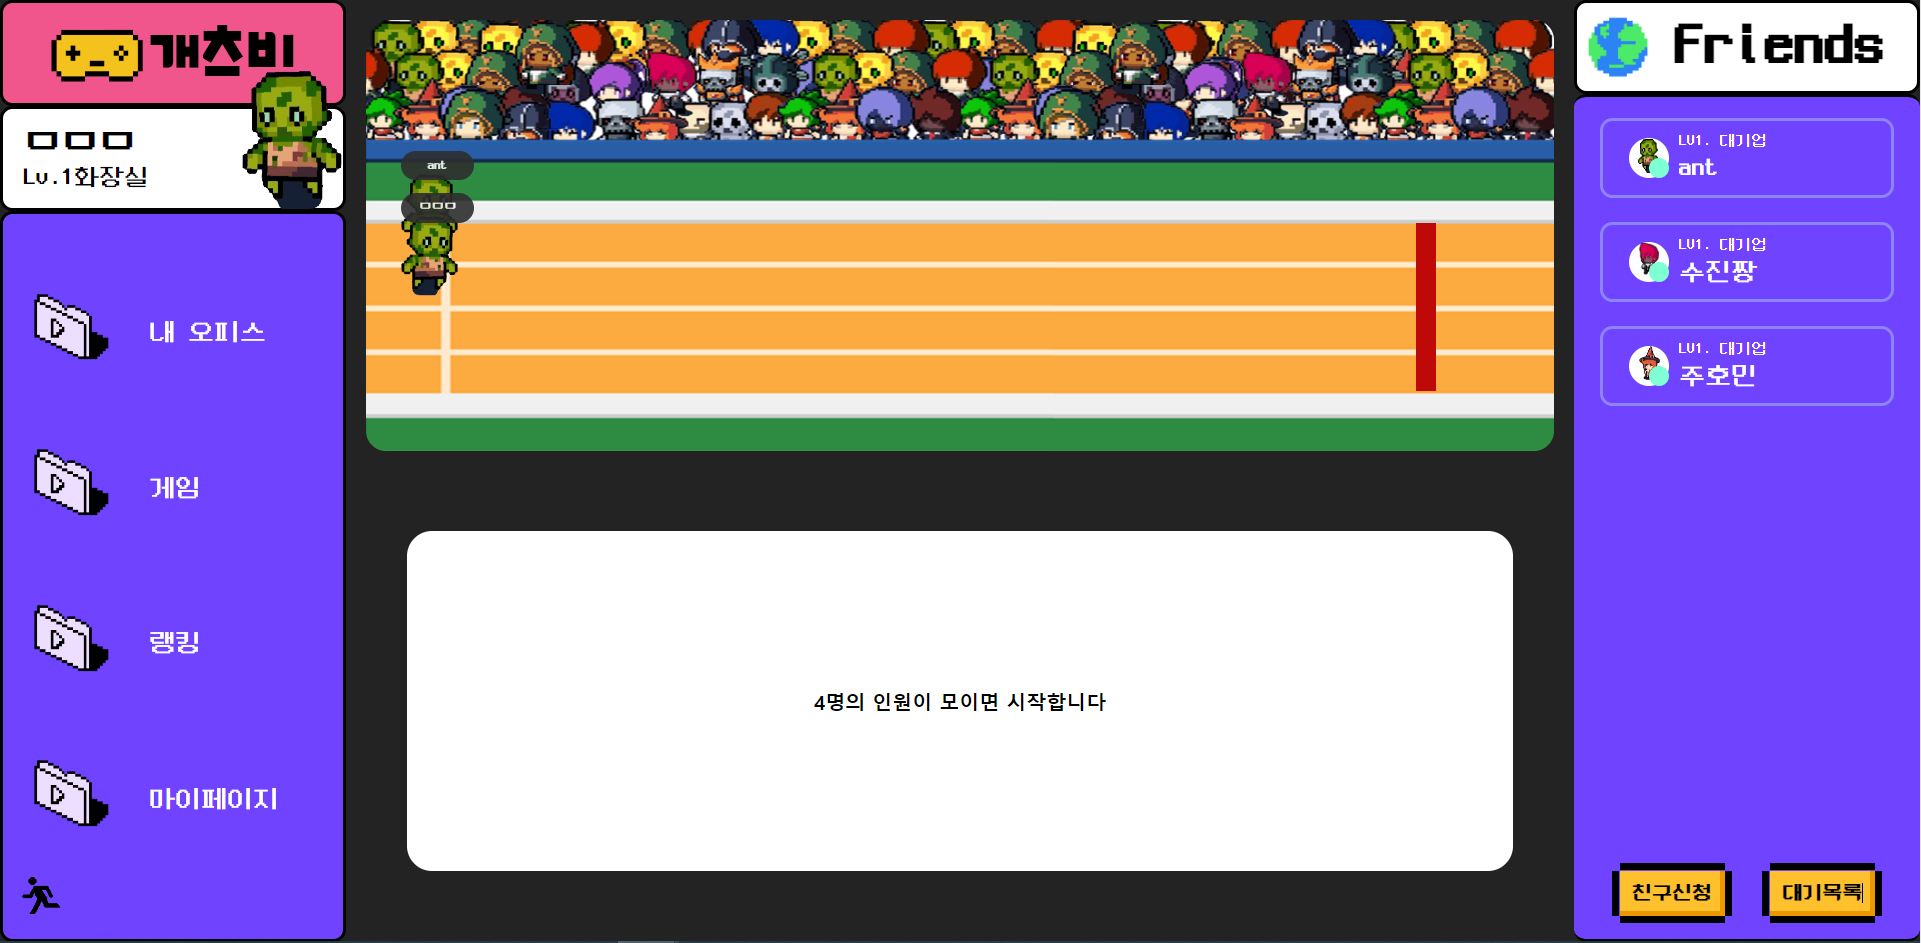 개츠비
ㅁㅁㅁ
Lv.1화장실
내 오피스
게임
랭킹
마이페이지
ant
ㅁㅁㅁ
4명의 인원이 모이면 시작합니다
Friends
LV1. 대기업
ant
LV1. 대기업
수진짱
LV1. 대기업
주호민
친구신청
대기목록